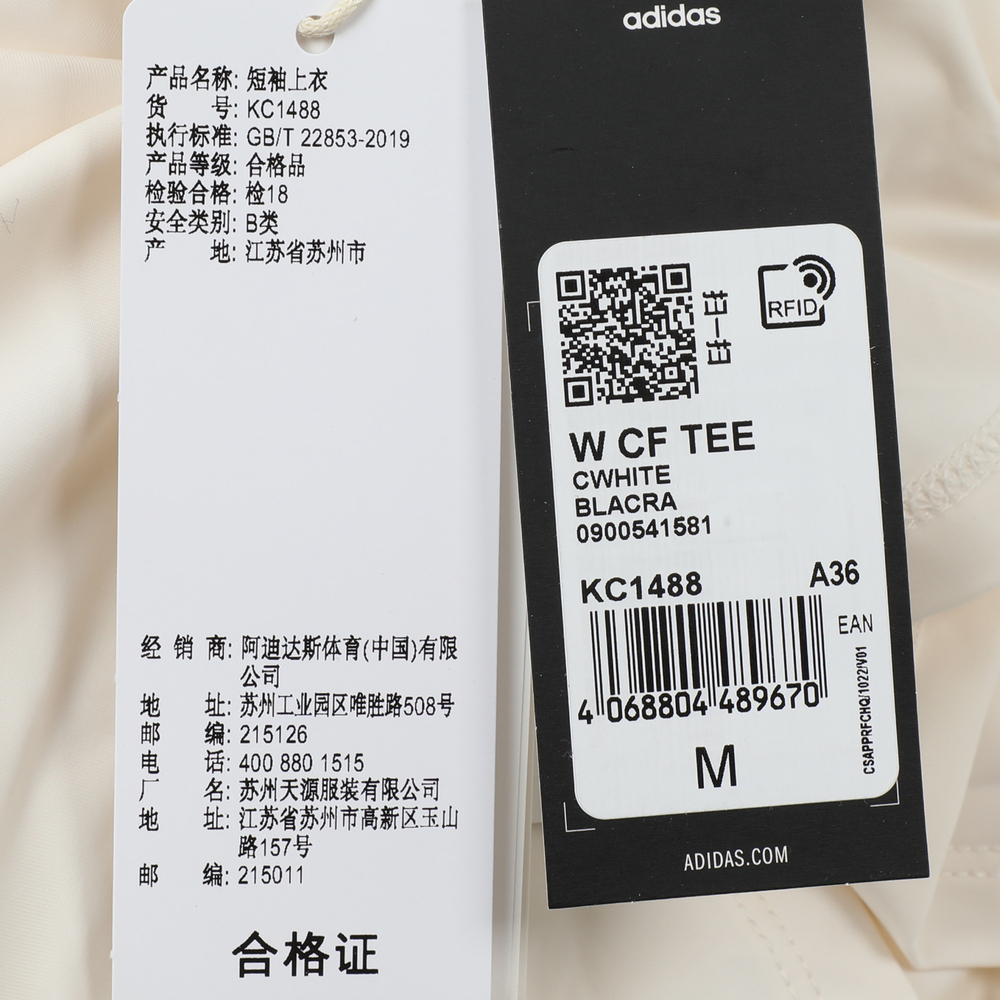 产品名称: 短袖上衣
货 号: KC1488
执行标准: GB/T 22853-2019
产品等级: 合格品
检验合格: 检18
安全类别: B类
产 地: 江苏省苏州市
经 销 商: 阿迪达斯体育(中国)有限
公司
地 址: 苏州工业园区唯胜路508号
邮 编: 215126
电 话: 400 880 1515
厂 名: 苏州天源服装有限公司
地 址: 江苏省苏州市高新区玉山
路157号
邮 编: 215011
合格证
adidas
扫一扫
RFID
W CF TEE
CWHITE
BLACRA
0900541581
KC1488 A36
EAN
4 068804 489670
CSAPPRFCHQ/1022/V01
M
ADIDAS.COM